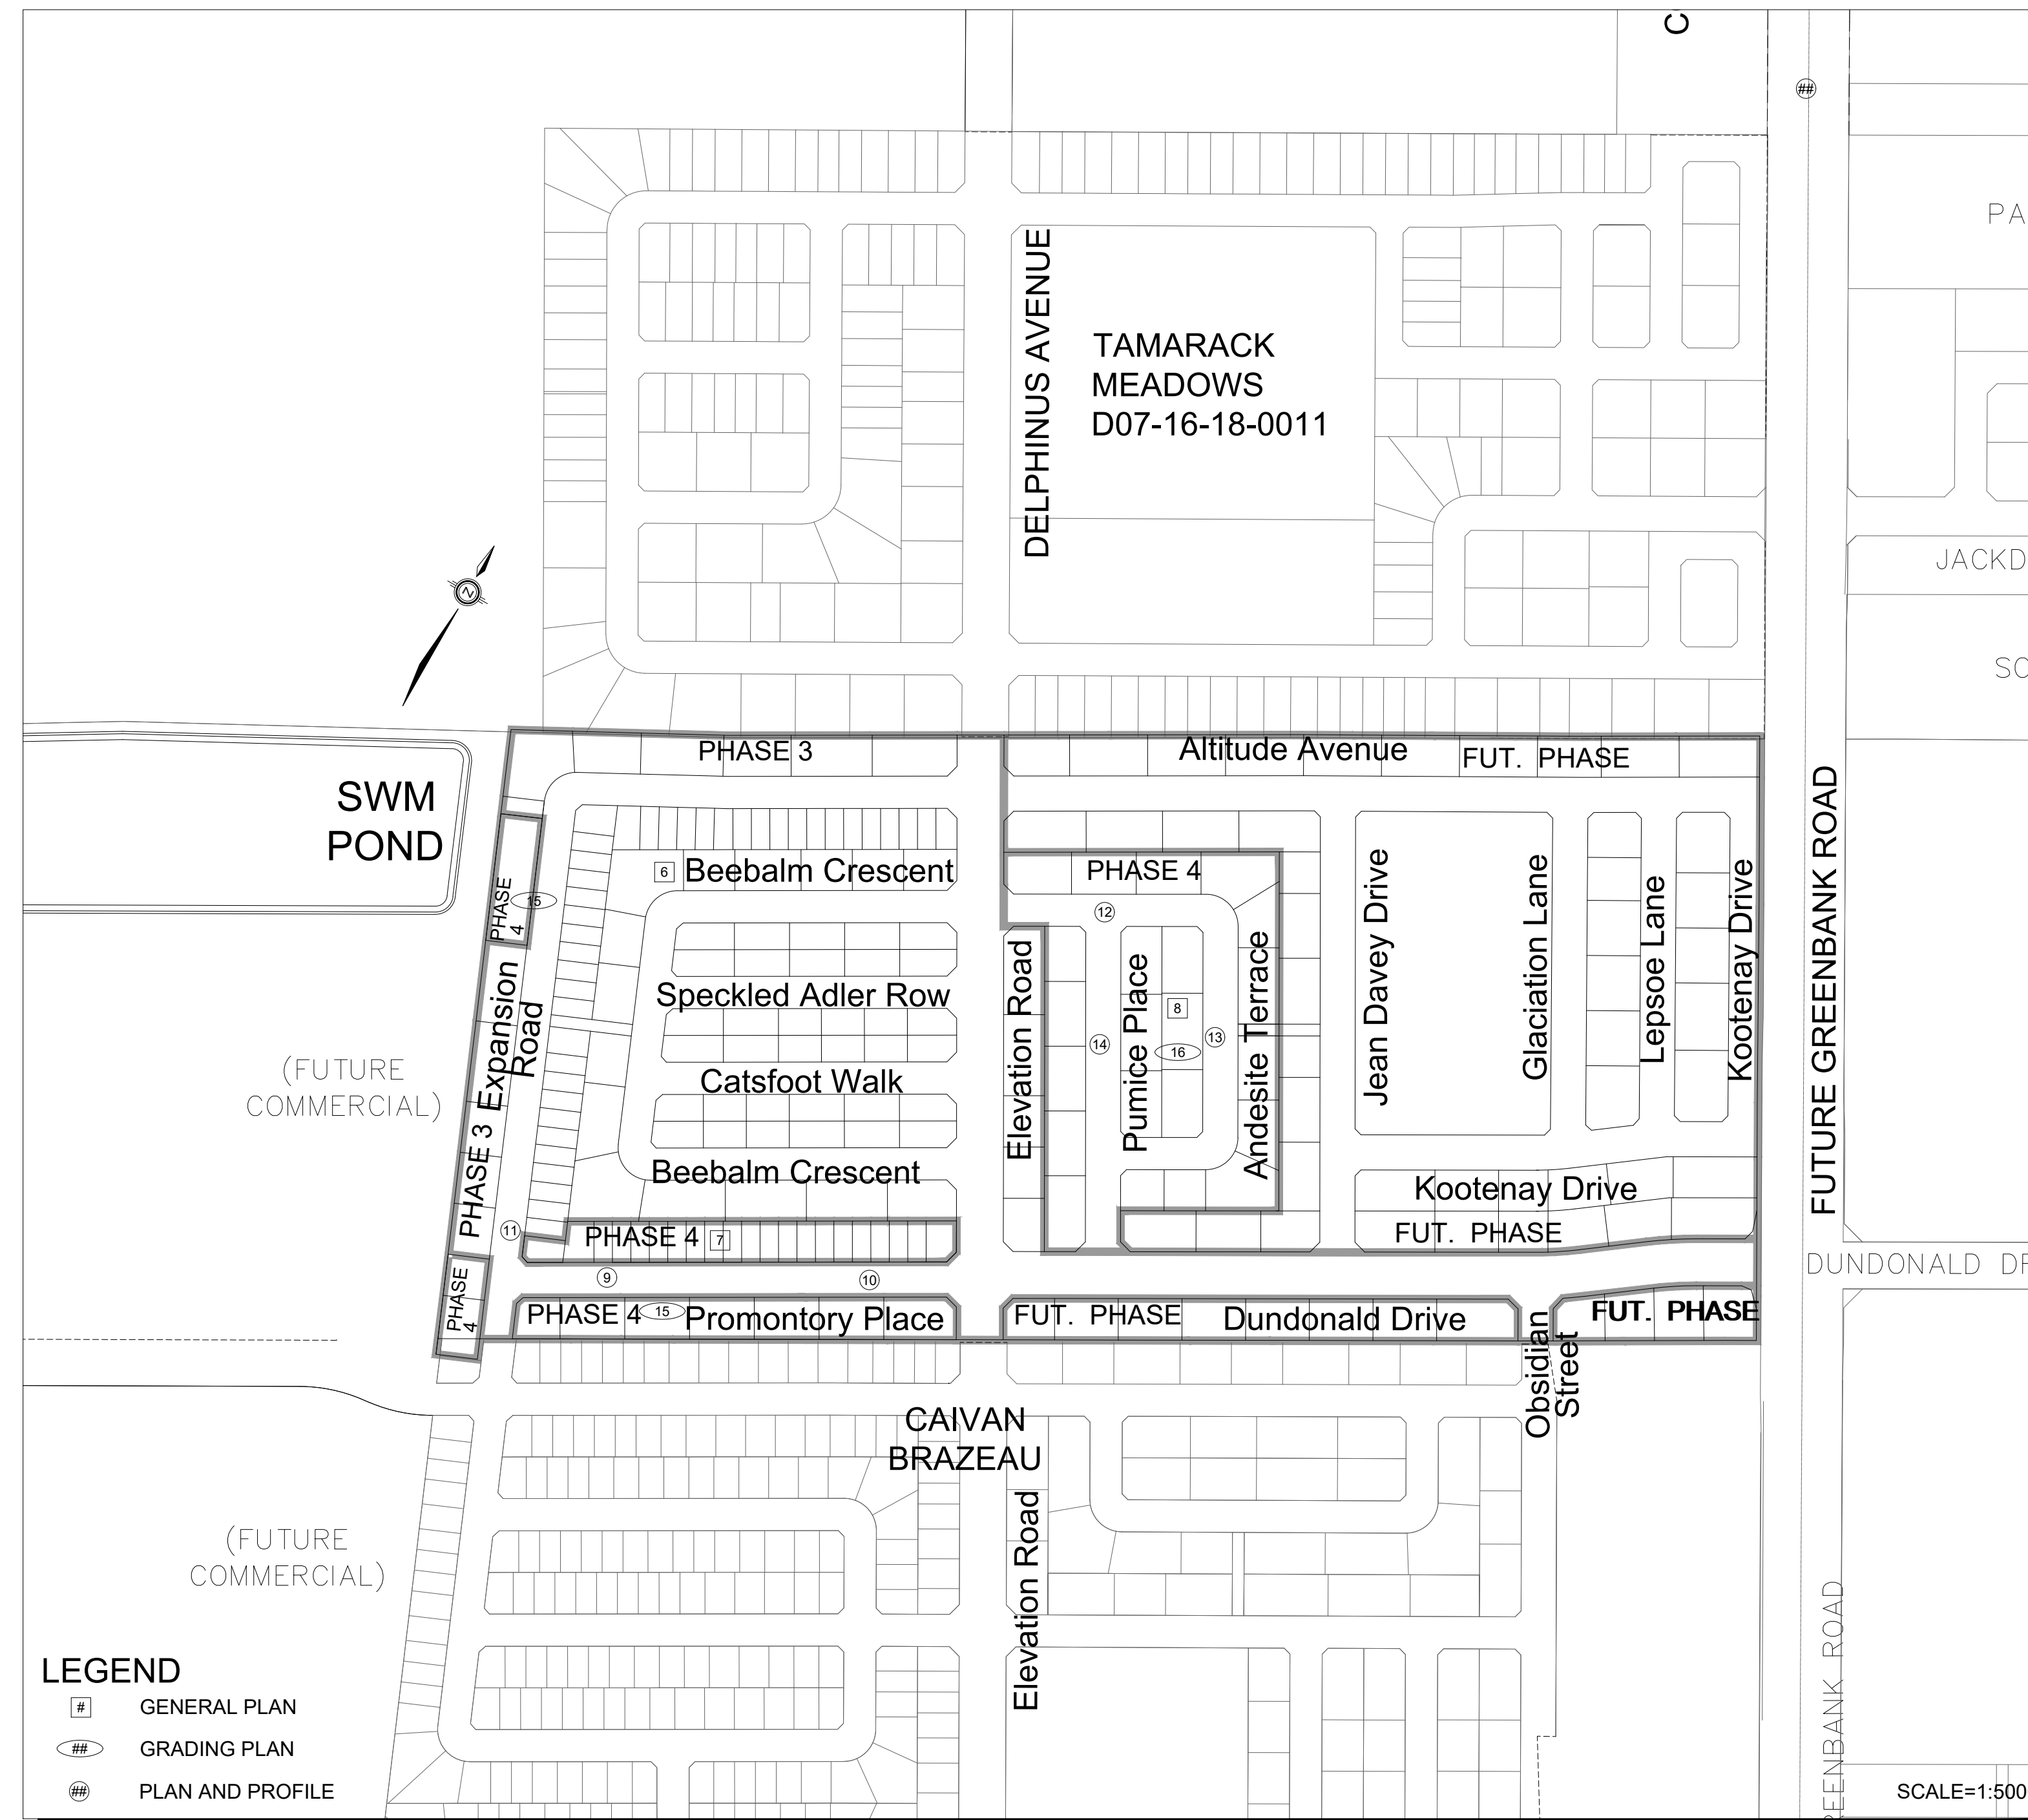 C
##
PA
DELPHINUS AVENUE
TAMARACK
MEADOWS
D07-16-18-0011
JACKD
N
SC
PHASE 3
Altitude Avenue
FUT. PHASE
SWM
POND
FUTURE GREENBANK ROAD
6
Beebalm Crescent
PHASE 4
PHASE
4
15
12
Elevation Road
Pumice Place
Andesite Terrace
Jean Davey Drive
Glaciation Lane
Lepsoe Lane
Kootenay Drive
Speckled Adler Row
8
PHASE 3 Expansion
Road
14
16
13
(FUTURE
COMMERCIAL)
Catsfoot Walk
Beebalm Crescent
Kootenay Drive
11
PHASE 4
7
FUT. PHASE
DUNDONALD DR
9
10
PHASE
4
PHASE 4
15
Promontory Place
FUT. PHASE
Dundonald Drive
Obsidian
Street
FUT. PHASE
CAIVAN
BRAZEAU
Elevation Road
(FUTURE
COMMERCIAL)
LEGEND
# GENERAL PLAN
## GRADING PLAN
## PLAN AND PROFILE
EENBANK ROAD
SCALE=1:500